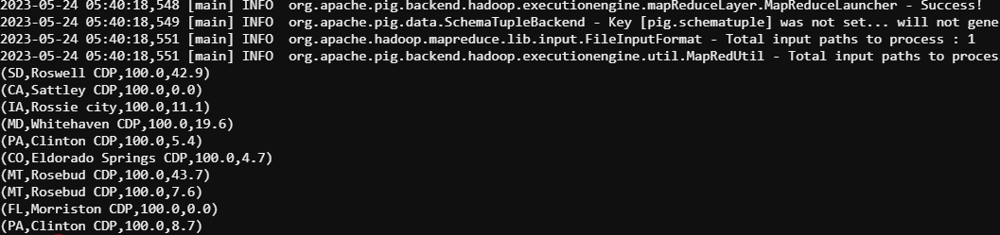 2023-05-24 05:40:18,548 [main] INFO  org.apache.pig.backend.hadoop.executionengine.mapReduceLayer.MapReduceLauncher - Success!
2023-05-24 05:40:18,549 [main] INFO  org.apache.pig.data.SchemaTupleBackend - Key [pig.schematuple] was not set... will not gene
2023-05-24 05:40:18,551 [main] INFO  org.apache.hadoop.mapreduce.lib.input.FileInputFormat - Total input paths to process : 1
2023-05-24 05:40:18,551 [main] INFO  org.apache.pig.backend.hadoop.executionengine.util.MapRedUtil - Total input paths to proces
(SD,Roswell CDP,100.0,42.9)
(CA,Sattley CDP,100.0,0.0)
(IA,Rossie city,100.0,11.1)
(MD,Whitehaven CDP,100.0,19.6)
(PA,Clinton CDP,100.0,5.4)
(CO,Eldorado Springs CDP,100.0,4.7)
(MT,Rosebud CDP,100.0,43.7)
(MT,Rosebud CDP,100.0,7.6)
(FL,Morriston CDP,100.0,0.0)
(PA,Clinton CDP,100.0,8.7)